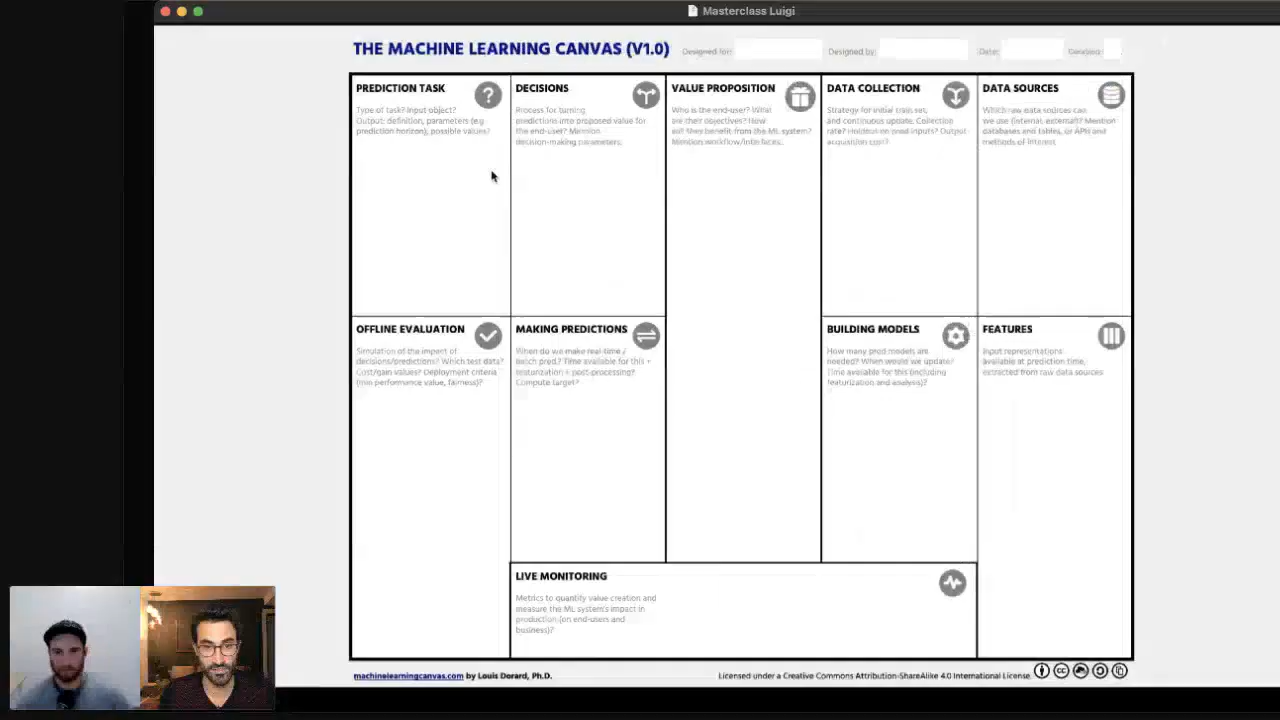 Masterclass Luigi
THE MACHINE LEARNING CANVAS (V1.0)
Designed for:
Designed by:
Date:
Iteration:
PREDICTION TASK
Type of task? Input object?
Output: definition, parameters (e.g.
prediction horizon), possible values?
DECISIONS
Process for turning
predictions into proposed value for
the end-user? Mention
decision-making parameters.
VALUE PROPOSITION
Who is the end-user? What
are their objectives? How
will they benefit from the ML system?
Mention workflow/interfaces.
DATA COLLECTION
Strategy for initial train set,
and continuous update. Collection
rate? Holdout on prod inputs? Output
acquisition cost?
DATA SOURCES
Which raw data sources can
we use (internal, external)? Mention
databases and tables, or APIs and
methods of interest
OFFLINE EVALUATION
Simulation of the impact of
decisions/predictions? Which test data?
Cost/gain values? Deployment criteria
(min performance value, fairness)?
MAKING PREDICTIONS
When do we make real-time /
batch pred.? Time available for this +
featurization + post-processing?
Compute target?
BUILDING MODELS
How many prod models are
needed? When would we update?
Time available for this (including
featurization and analysis)?
FEATURES
Input representations
available at prediction time,
extracted from raw data sources
LIVE MONITORING
Metrics to quantify value creation and
measure the ML system's impact in
production (on end-users and
business)?
machinelearningcanvas.com by Louis Dorard, Ph.D.
Licensed under a Creative Commons Attribution-ShareAlike 4.0 International License.